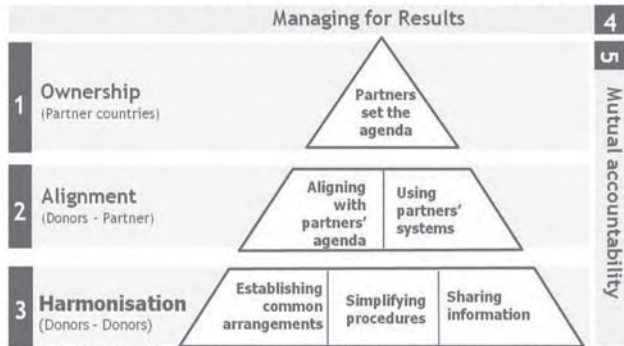 Managing for Results
4
5
Mutual accountability
1
Ownership
(Partner countries)
Partners
set the
agenda
2
Alignment
(Donors - Partner)
Aligning
with
partners'
agenda
Using
partners'
systems
3
Harmonisation
(Donors - Donors)
Establishing
common
arrangements
Simplifying
procedures
Sharing
information